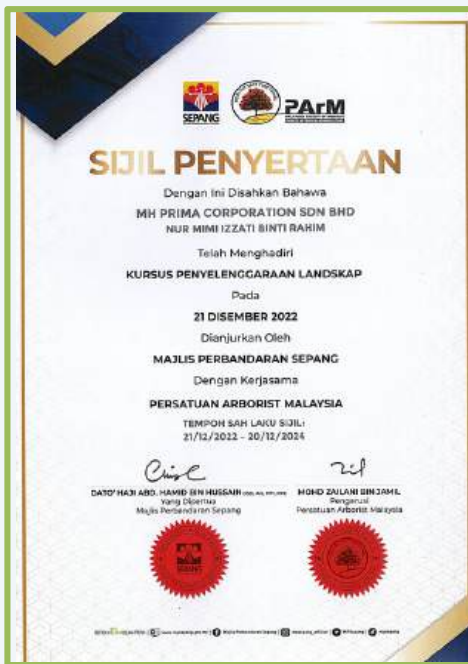 SEPANG
PArM
SIJIL PENYERTAAN
Dengan Ini Disahkan Bahawa
MH PRIMA CORPORATION SDN BHD
NUR MIMI IZZATI BINTI RAHIM
Telah Menghadiri
KURSUS PENYELENGGARAAN LANDSKAP
Pada
21 DISEMBER 2022
Dianjurkan Oleh
MAJLIS PERBANDARAN SEPANG
Dengan Kerjasama
PERSATUAN ARBORIST MALAYSIA
TEMPOH SAH LAKU SIJIL:
21/12/2022 - 20/12/2024
DATO' HAJI ABD. HAMID BIN HUSSAIN
Yang Dipertua
Majlis Perbandaran Sepang
MOHD ZAILANI BIN JAMIL
Pengerusi
Persatuan Arborist Malaysia
SEPANG